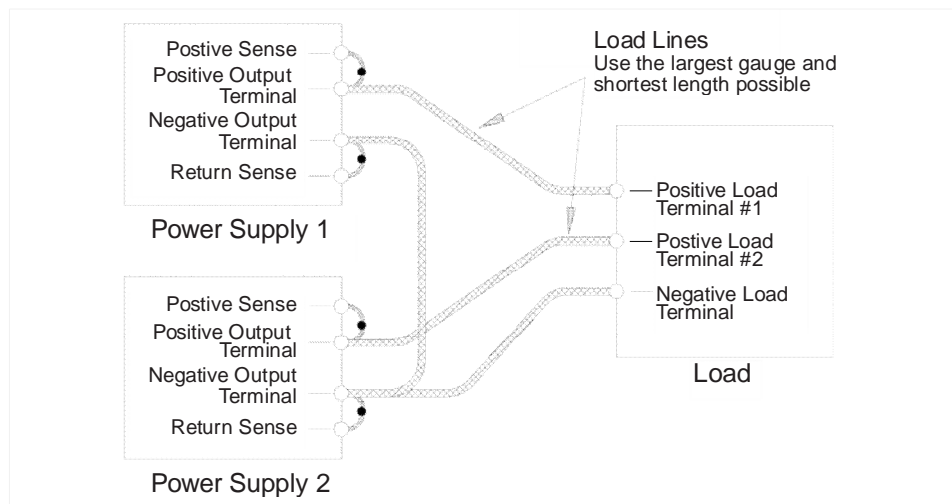 Postive Sense
Positive Output
Terminal
Negative Output
Terminal
Return Sense
Power Supply 1
Load Lines
Use the largest gauge and
shortest length possible
Positive Load
Terminal #1
Postive Load
Terminal #2
Negative Load
Terminal
Load
Postive Sense
Positive Output
Terminal
Negative Output
Terminal
Return Sense
Power Supply 2